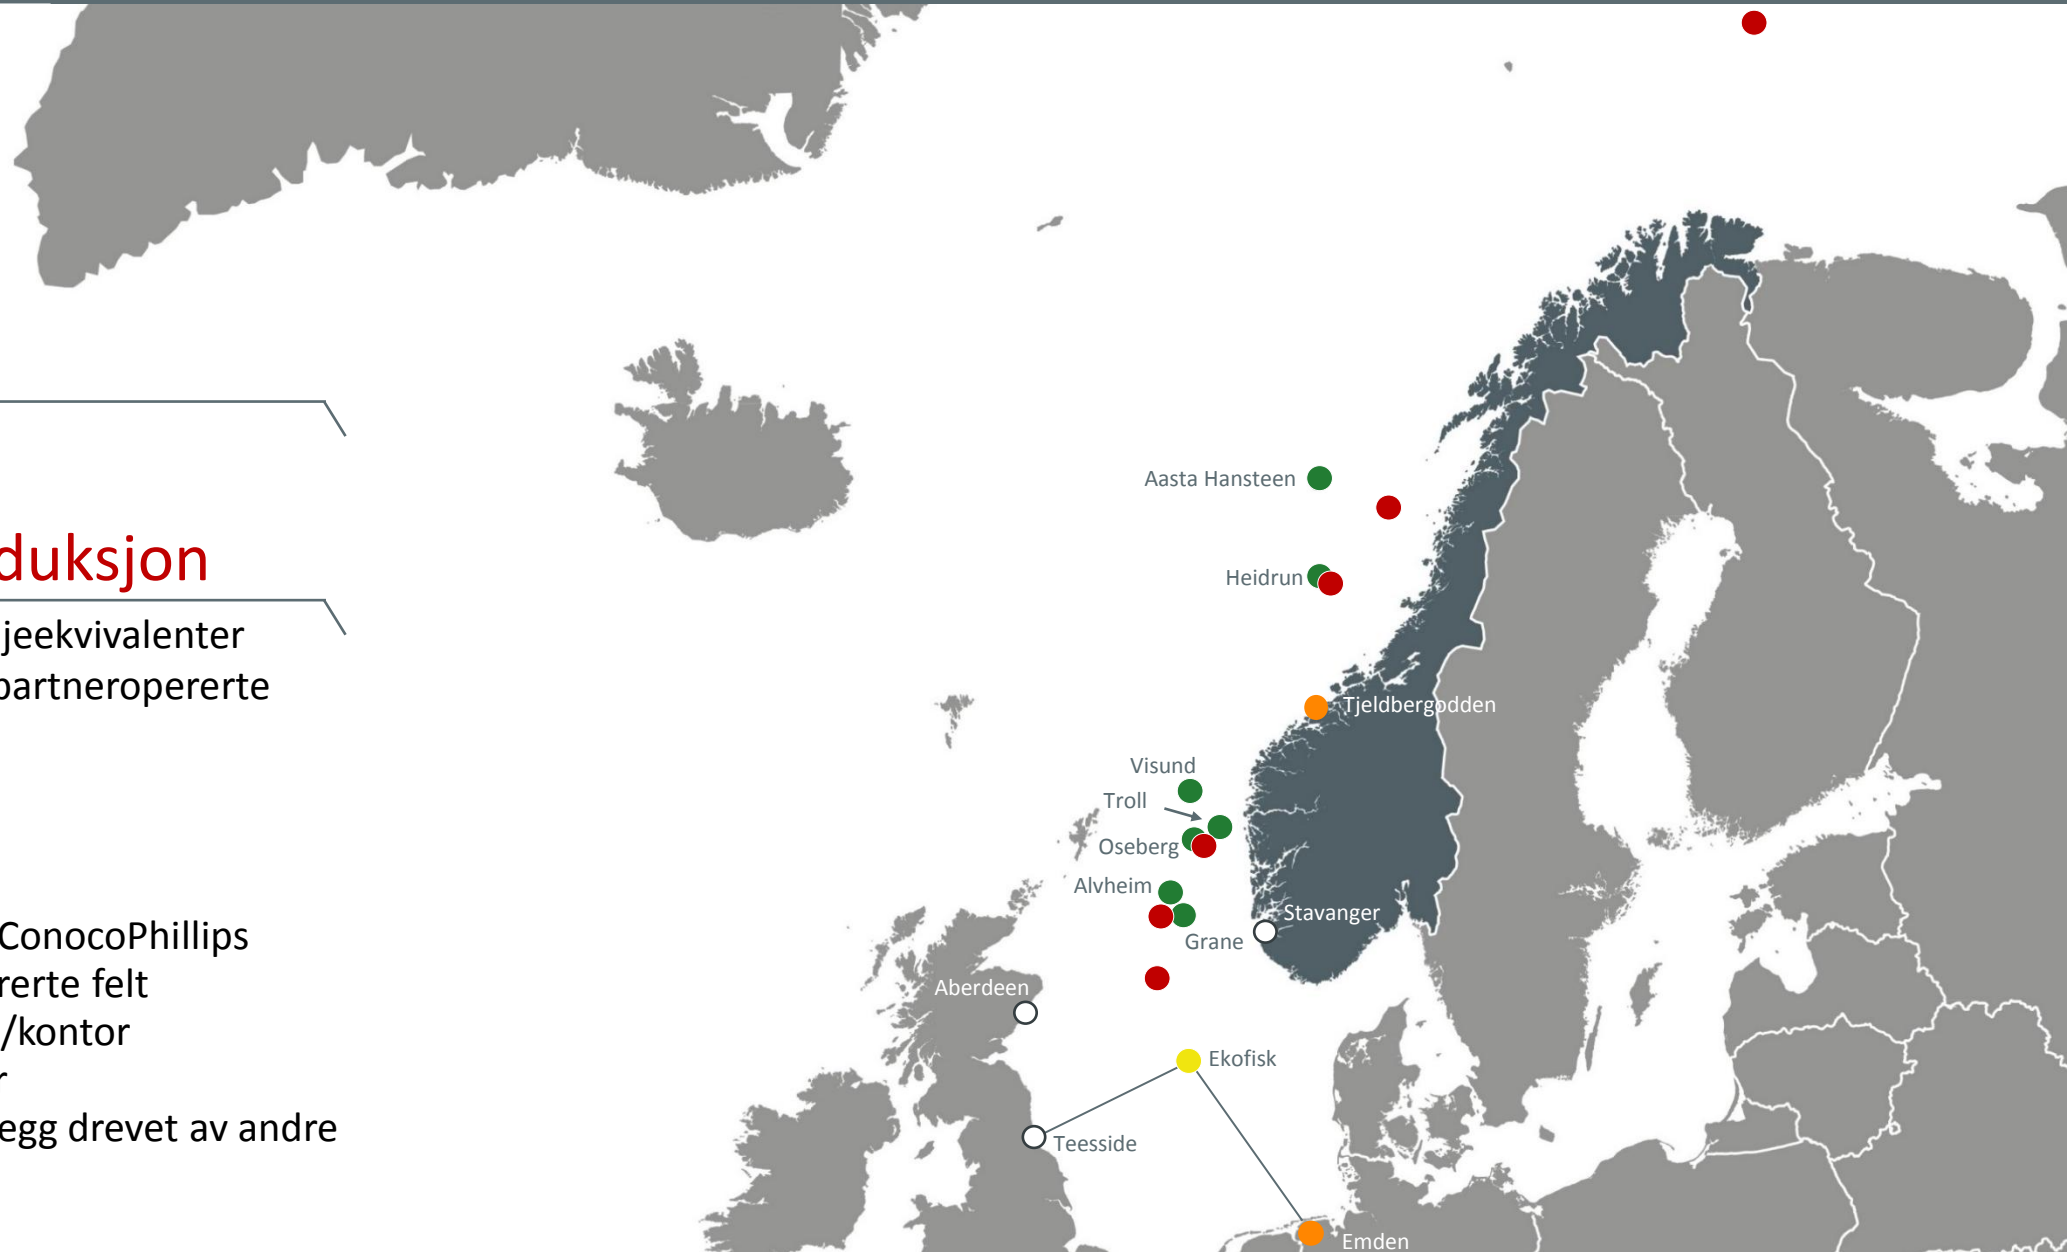 duksjon
jeekvivalenter
partneropererte
ConocoPhillips
rerte felt
/kontor
r
egg drevet av andre
Aasta Hansteen
Heidrun
Tjeldbergodden
Visund
Troll
Oseberg
Alvheim
Stavanger
Grane
Aberdeen
Ekofisk
Teesside
Emden